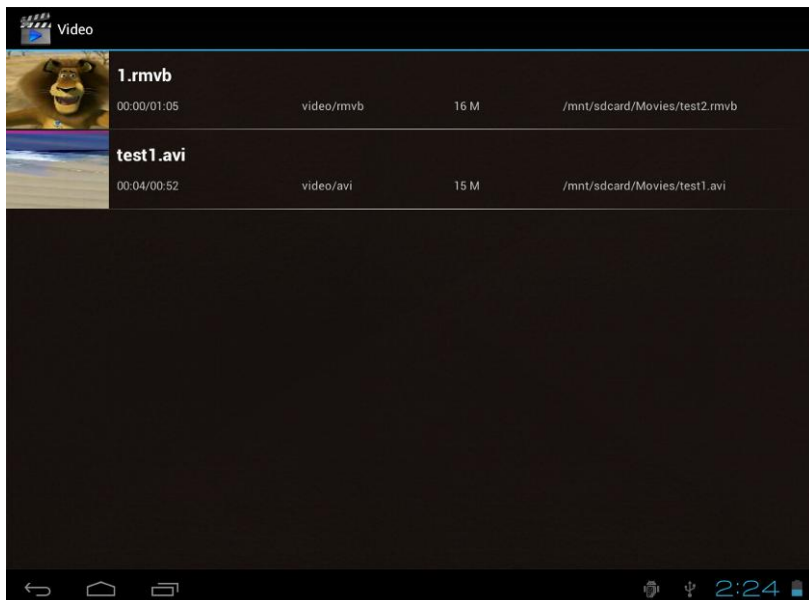 Video
1.rmvb
00:00/01:05 video/rmvb 16 M /mnt/sdcard/Movies/test2.rmvb
test1.avi
00:04/00:52 video/avi 15 M /mnt/sdcard/Movies/test1.avi
2:24